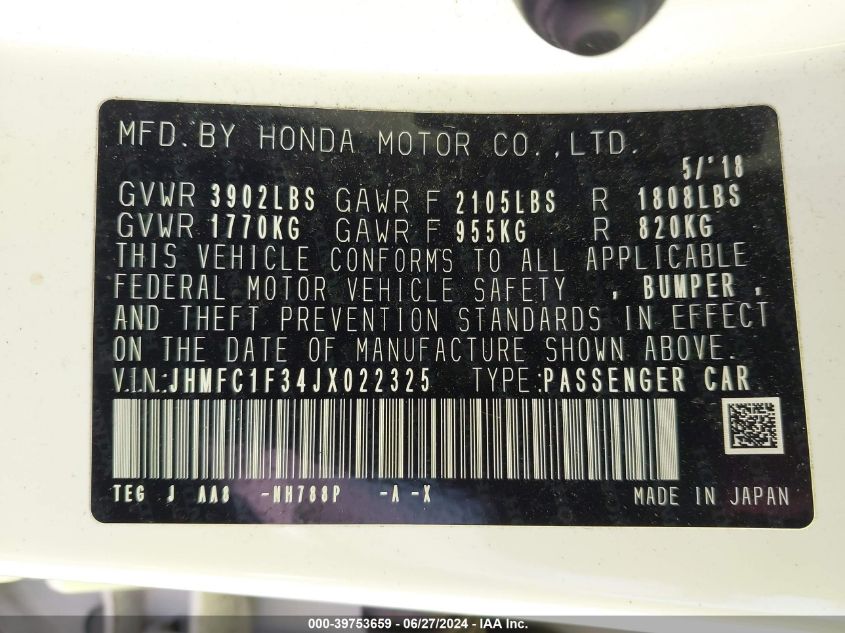 MFD. BY HONDA MOTOR CO., LTD.
5/'18
GVWR 3902LBS GAWR F 2105LBS R 1808LBS
GVWR 1770KG GAWR F 955KG R 820KG
THIS VEHICLE CONFORMS TO ALL APPLICABLE
FEDERAL MOTOR VEHICLE SAFETY , BUMPER ,
AND THEFT PREVENTION STANDARDS IN EFFECT
ON THE DATE OF MANUFACTURE SHOWN ABOVE.
V.I.N.:JHMFC1F34JX022325 TYPE:PASSENGER CAR
TEG J AA8 -NH788P -A -X MADE IN JAPAN
000-39753659 | 06/27/2024 - IAA Inc.